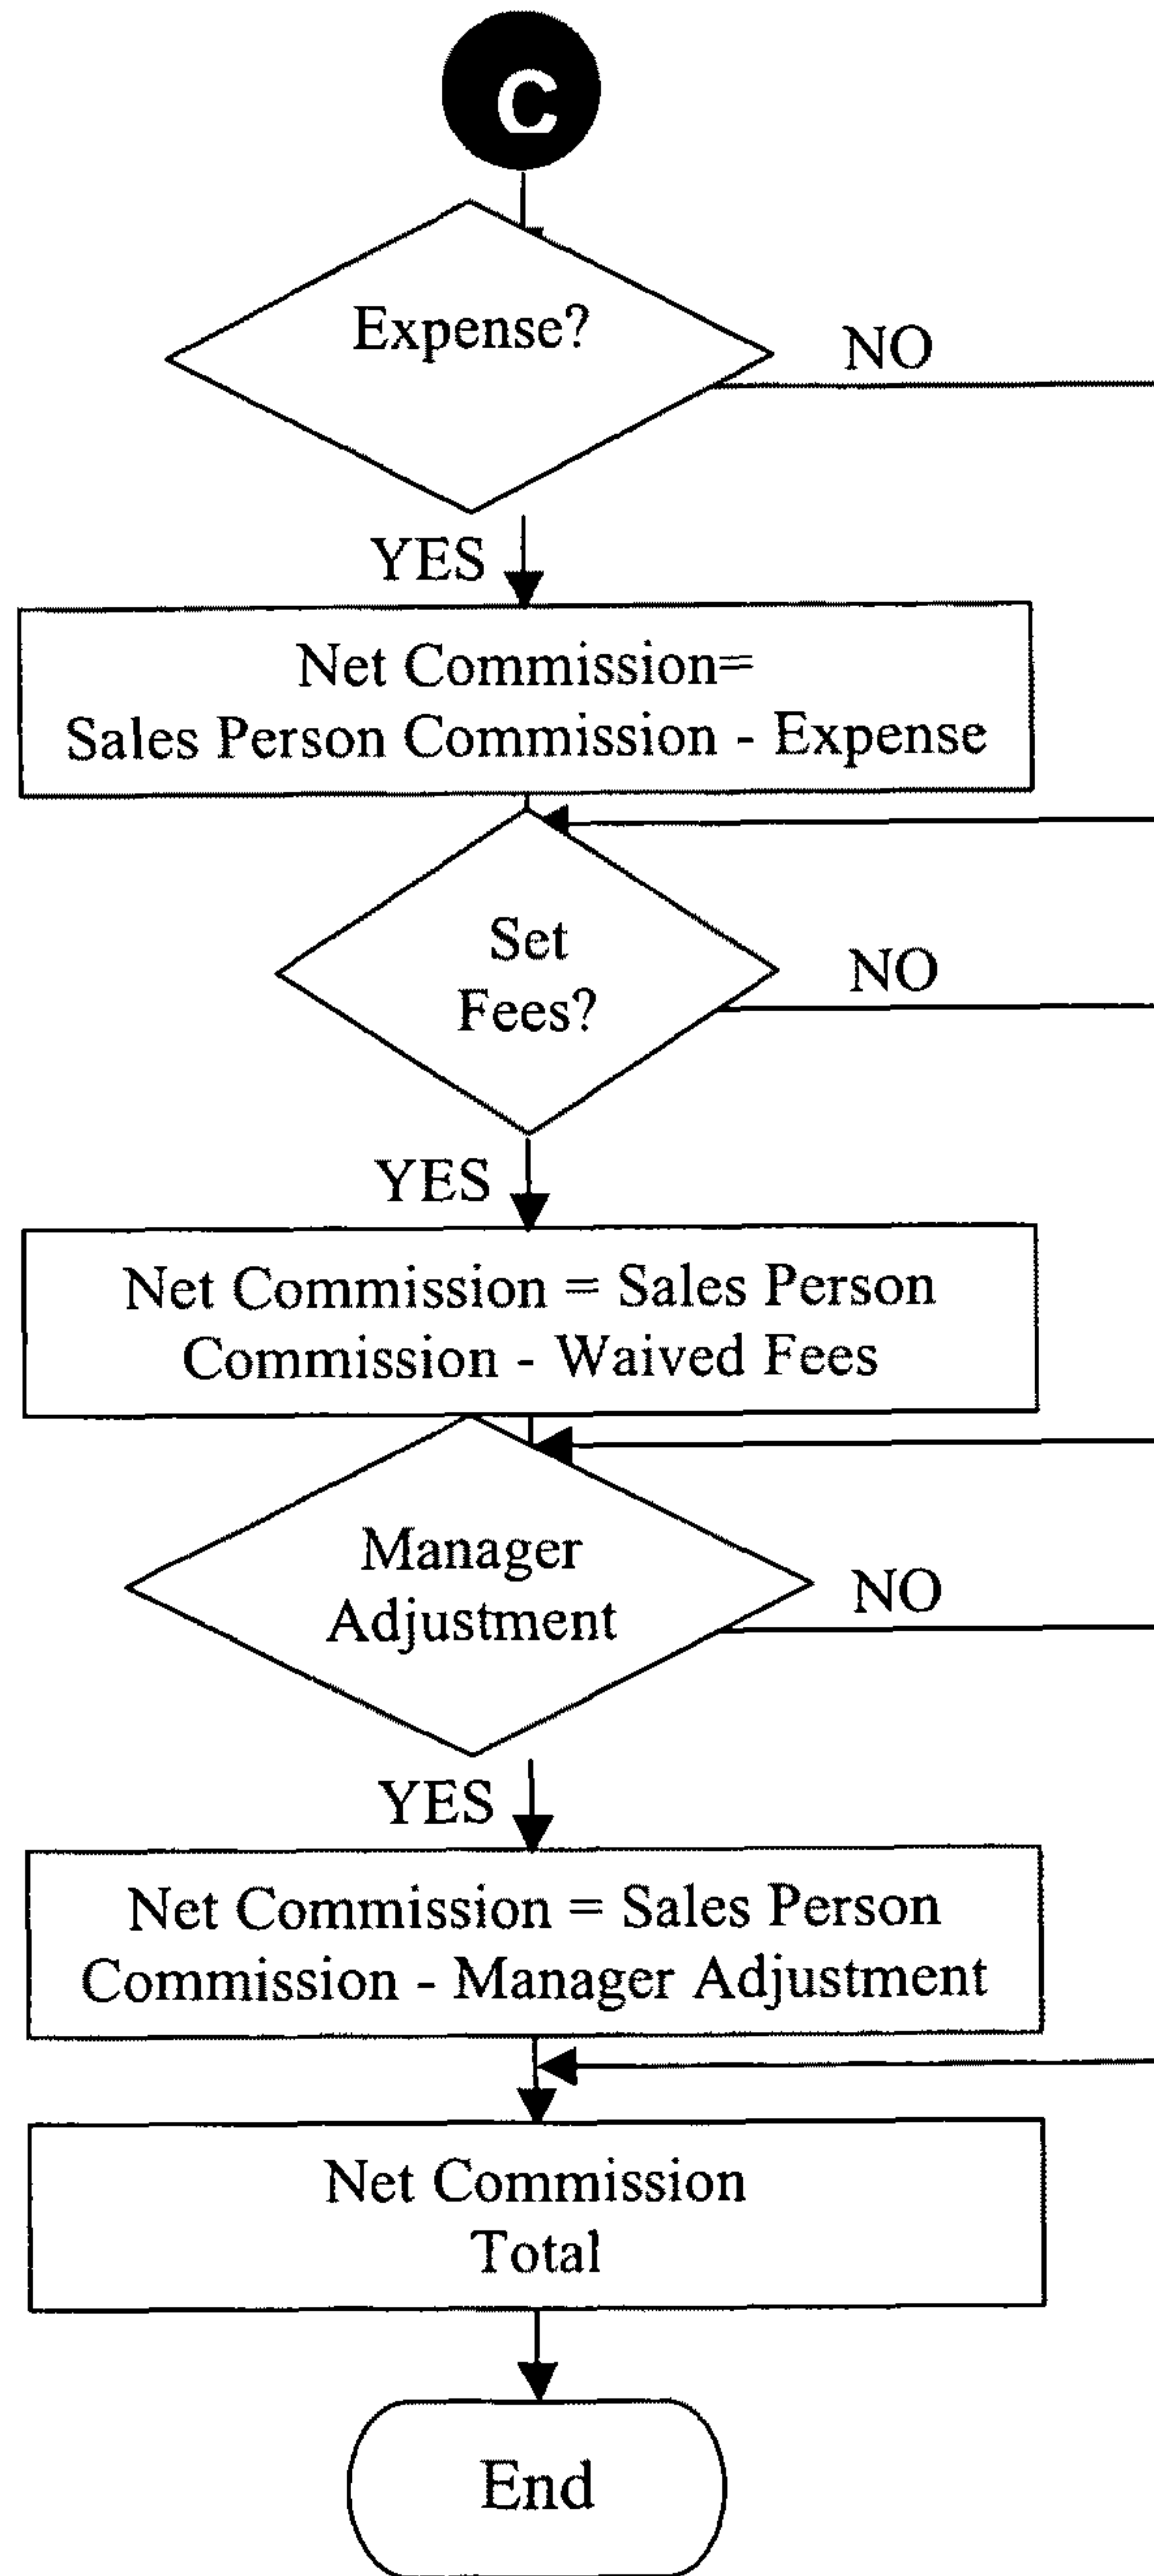 C
Expense?
NO
YES
Net Commission=
Sales Person Commission - Expense
Set
Fees?
NO
YES
Net Commission = Sales Person
Commission - Waived Fees
Manager
Adjustment
NO
YES
Net Commission = Sales Person
Commission - Manager Adjustment
Net Commission
Total
End